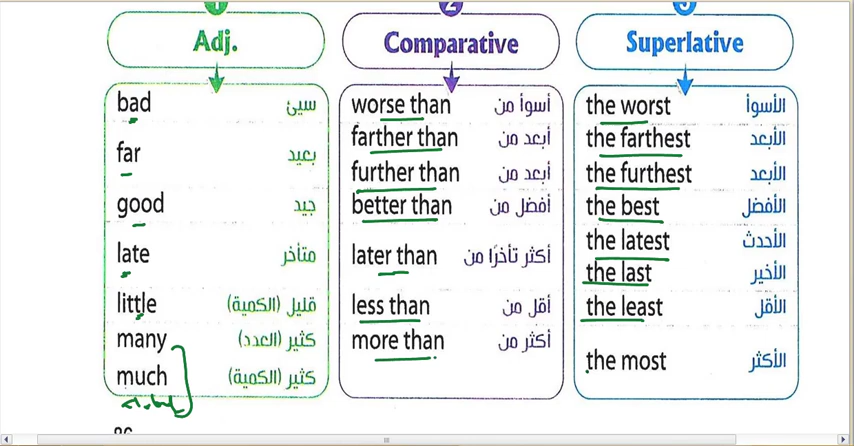 1 2 3
Adj. Comparative Superlative
bad سيئ worse than أسوأ من the worst الأسوأ
farther than أبعد من the farthest الأبعد
far بعيد
further than أبعد من the furthest الأبعد
good جيد better than أفضل من the best الأفضل
the latest الأحدث
late متأخر later than أكثر تأخرًا من
the last الأخير
little قليل (الكمية) less than أقل من the least الأقل
many كثير (العدد) more than أكثر من
the most الأكثر
much كثير (الكمية)